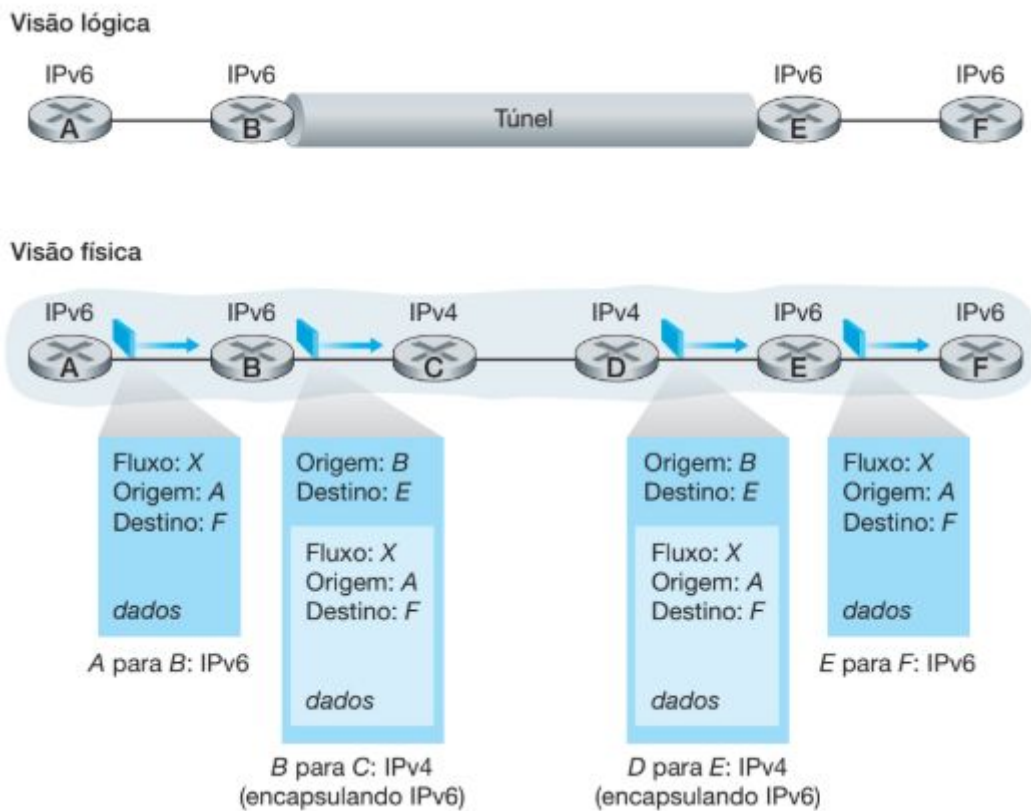 Visão lógica
IPv6 IPv6 IPv6 IPv6
A B Túnel E F
Visão física
IPv6 IPv6 IPv4 IPv4 IPv6 IPv6
A B C D E F
Fluxo: X
Origem: A
Destino: F
dados
A para B: IPv6
Origem: B
Destino: E
Fluxo: X
Origem: A
Destino: F
dados
B para C: IPv4
(encapsulando IPv6)
Origem: B
Destino: E
Fluxo: X
Origem: A
Destino: F
dados
D para E: IPv4
(encapsulando IPv6)
Fluxo: X
Origem: A
Destino: F
dados
E para F: IPv6